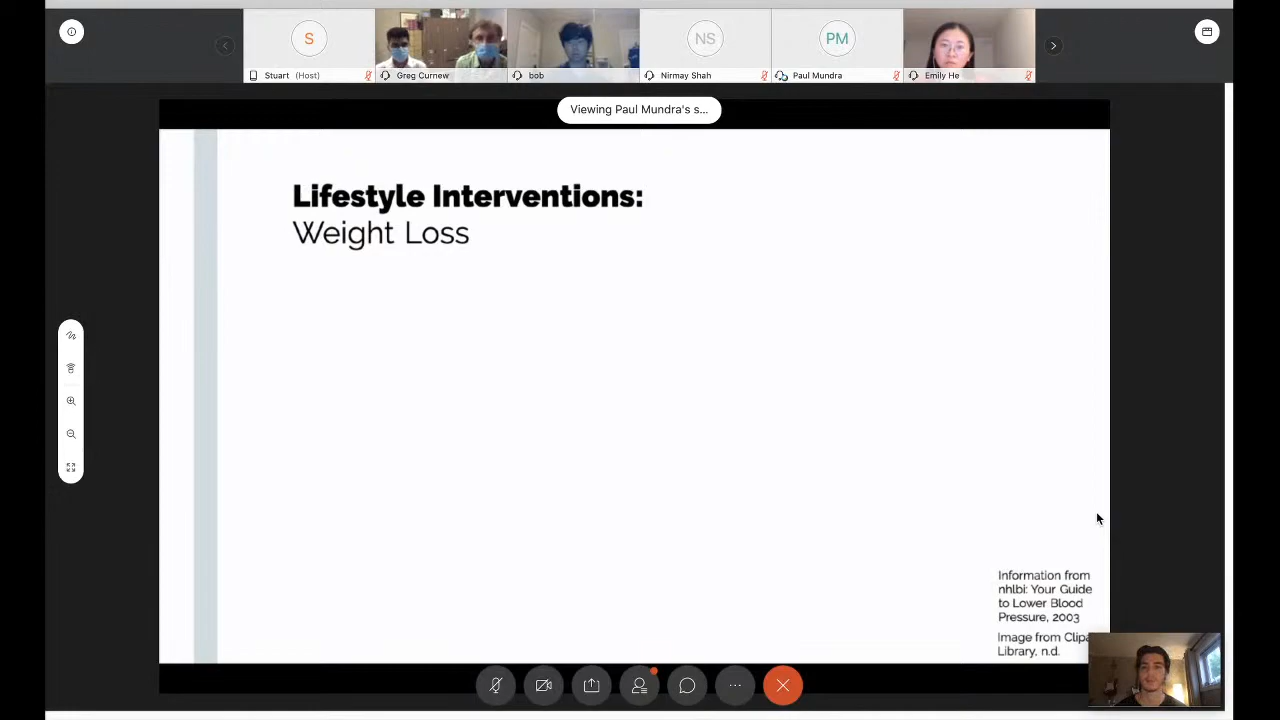 S
NS
PM
Stuart (Host)
Greg Curnew
bob
Nirmay Shah
Paul Mundra
Emily He
Viewing Paul Mundra's s...
Lifestyle Interventions:
Weight Loss
Information from
nhlbi: Your Guide
to Lower Blood
Pressure, 2003
Image from Clipa
Library, n.d.